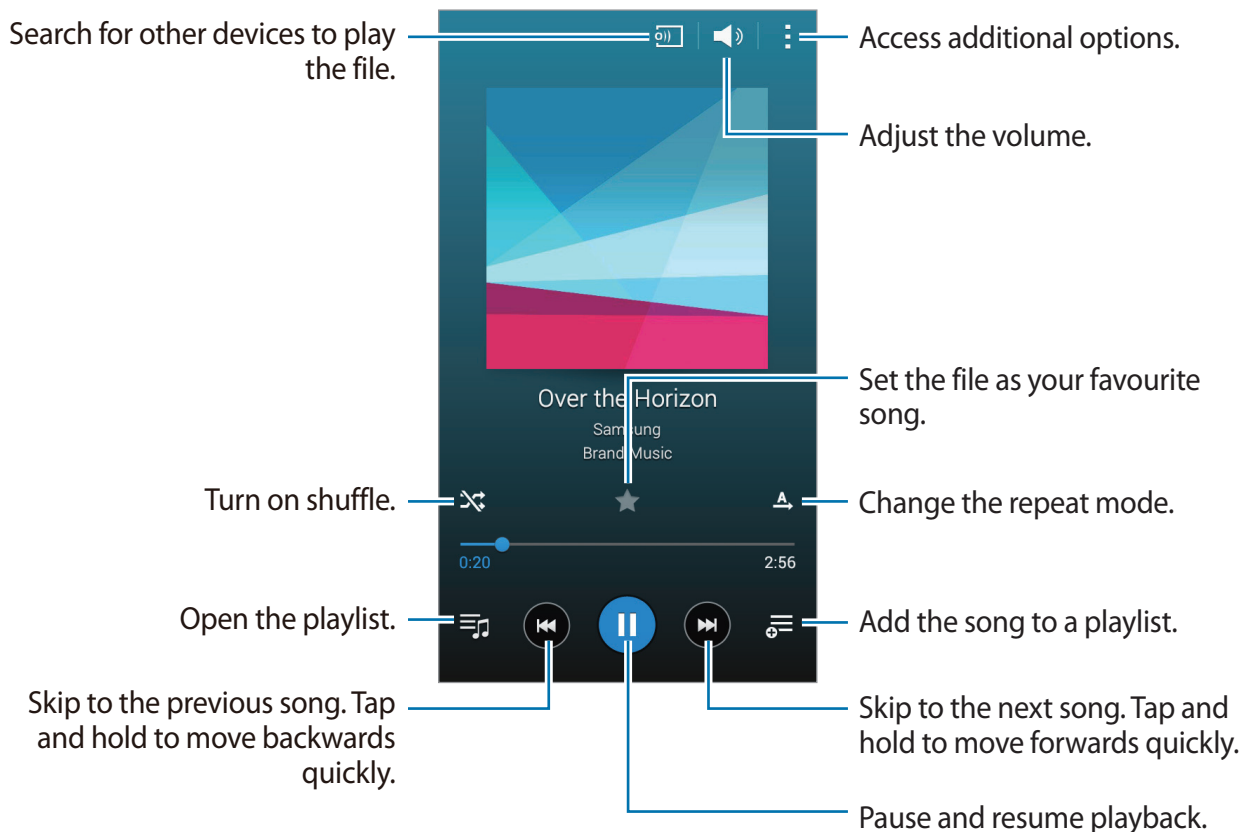 Search for other devices to play
the file.
Access additional options.
Adjust the volume.
Set the file as your favourite
song.
Over the Horizon
Samsung
Brand Music
Turn on shuffle.
A
Change the repeat mode.
0:20
2:56
Open the playlist.
Add the song to a playlist.
Skip to the previous song. Tap
and hold to move backwards
quickly.
Skip to the next song. Tap and
hold to move forwards quickly.
Pause and resume playback.